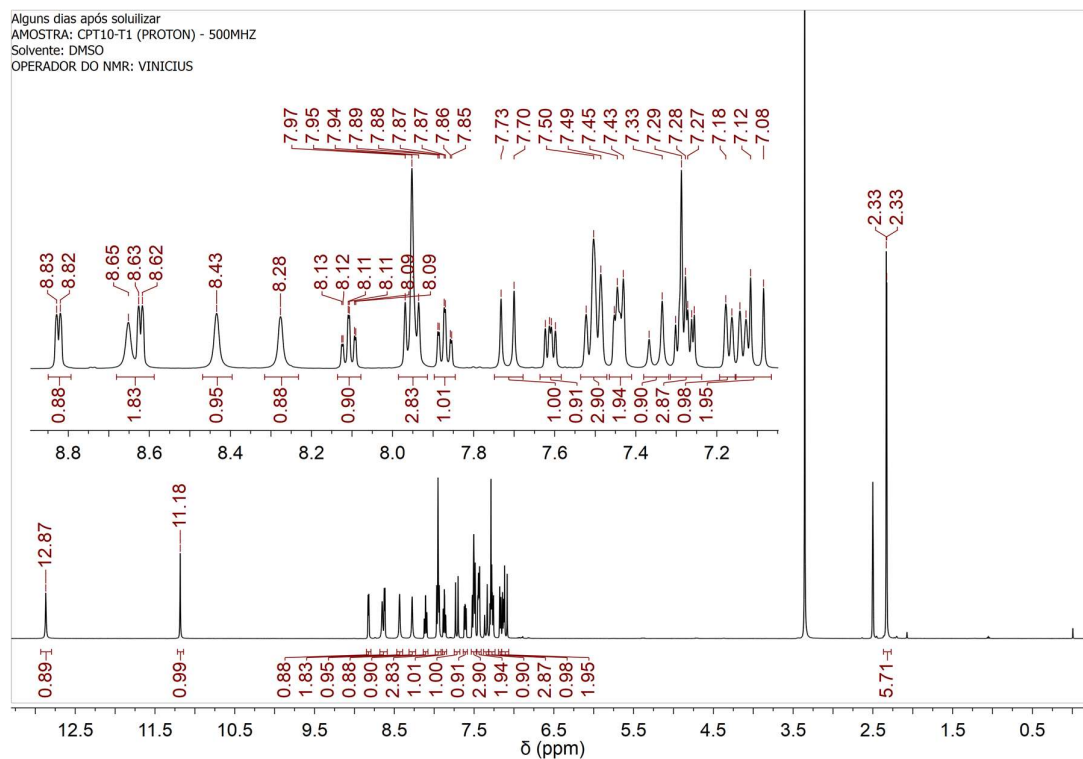 Alguns dias após soluilizar
AMOSTRA: CPT10-T1 (PROTON) - 500MHZ
Solvente: DMSO
OPERADOR DO NMR: VINICIUS
7.97 7.95 7.94 7.89 7.88 7.87 7.87 7.86 7.85 7.73 7.70 7.50 7.49 7.45 7.43 7.33 7.29 7.28 7.27 7.18 7.12 7.08
8.83 8.82 8.65 8.63 8.62 8.43 8.28 8.13 8.12 8.11 8.11 8.09 8.09
2.33 2.33
0.88 1.83 0.95 0.88 0.90 2.83 1.01 1.00 0.91 2.90 1.94 0.90 2.87 0.98 1.95
8.8 8.6 8.4 8.2 8.0 7.8 7.6 7.4 7.2
12.87 11.18
0.89 0.99 0.88 1.83 0.95 0.88 0.90 2.83 1.01 1.00 0.91 2.90 1.94 0.90 2.87 0.98 1.95 5.71
12.5 11.5 10.5 9.5 8.5 7.5 6.5 5.5 4.5 3.5 2.5 1.5 0.5
δ (ppm)